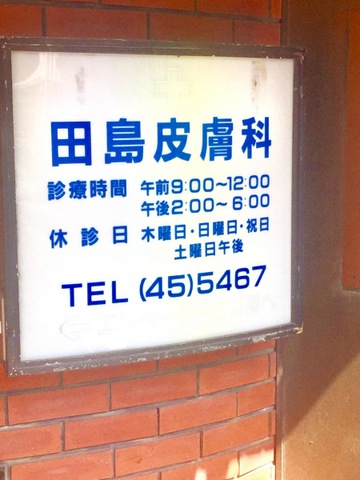 田島皮膚科
診療時間 午前9:00～12:00
午後2:00～6:00
休診日 木曜日・日曜日・祝日
土曜日午後
TEL (45)5467